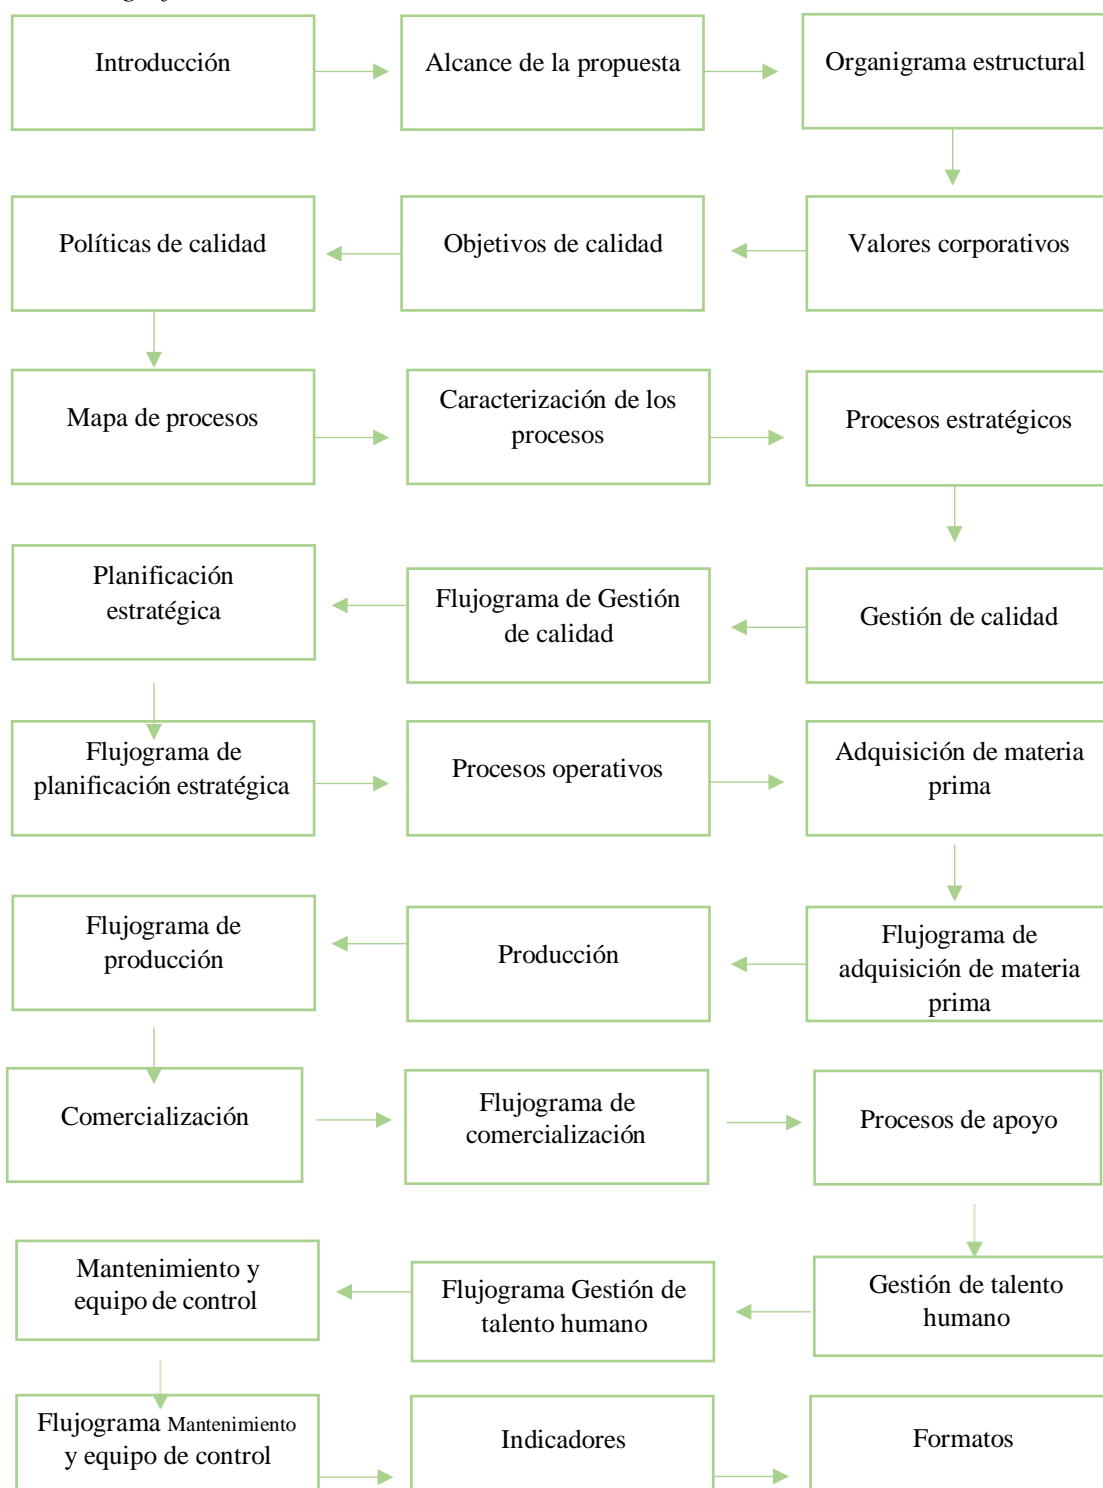 Introducción
Alcance de la propuesta
Organigrama estructural
Políticas de calidad
Objetivos de calidad
Valores corporativos
Mapa de procesos
Caracterización de los
procesos
Procesos estratégicos
Planificación
estratégica
Flujograma de Gestión
de calidad
Gestión de calidad
Flujograma de
planificación estratégica
Procesos operativos
Adquisición de materia
prima
Flujograma de
producción
Producción
Flujograma de
adquisición de materia
prima
Comercialización
Flujograma de
comercialización
Procesos de apoyo
Mantenimiento y
equipo de control
Flujograma Gestión de
talento humano
Gestión de talento
humano
Flujograma Mantenimiento
y equipo de control
Indicadores
Formatos